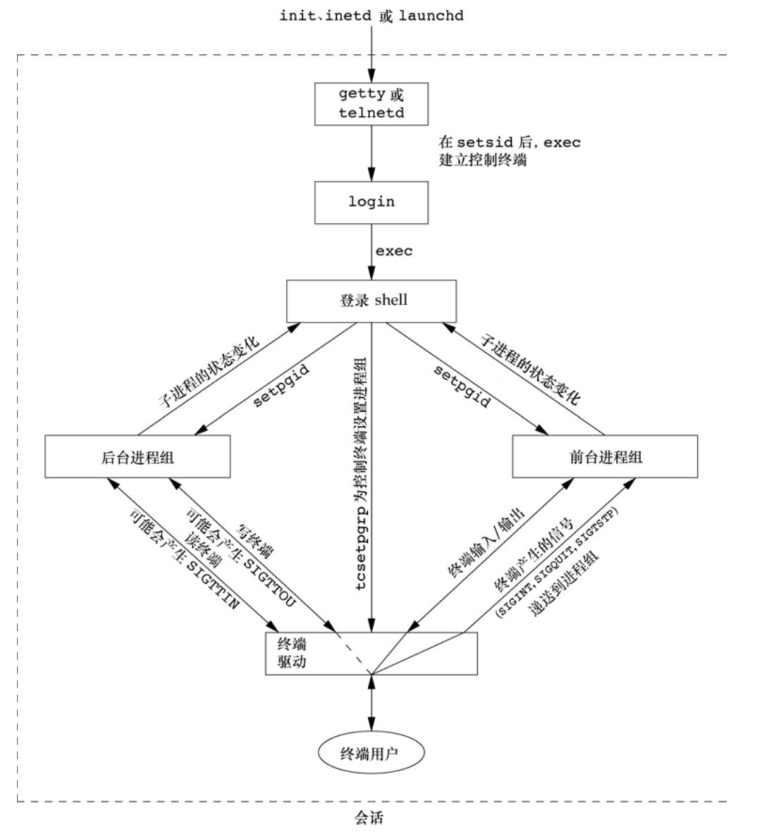 init、inetd 或 launchd
getty 或
telnetd
在 setsid 后, exec
建立控制终端
login
exec
登录 shell
子进程的状态变化
setpgid
tcsetpgrp 为控制终端设置进程组
setpgid
子进程的状态变化
后台进程组
前台进程组
写终端
可能会产生 SIGTTOU
读终端
可能会产生 SIGTTIN
终端输入/输出
终端产生的信号
(SIGINT,SIGQUIT,SIGTSTP)
递送到进程组
终端
驱动
终端用户
会话